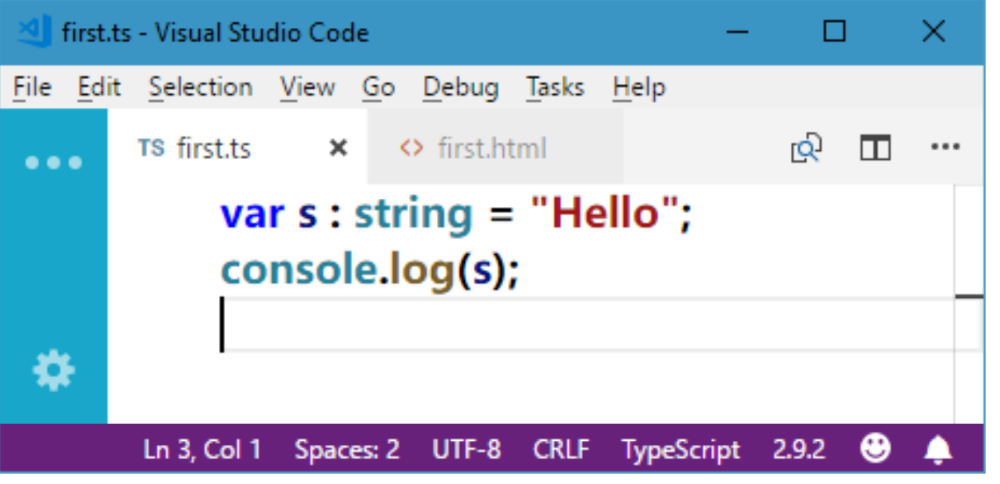 first.ts - Visual Studio Code
File Edit Selection View Go Debug Tasks Help
TS first.ts <> first.html
var s : string = "Hello";
console.log(s);
Ln 3, Col 1 Spaces: 2 UTF-8 CRLF TypeScript 2.9.2